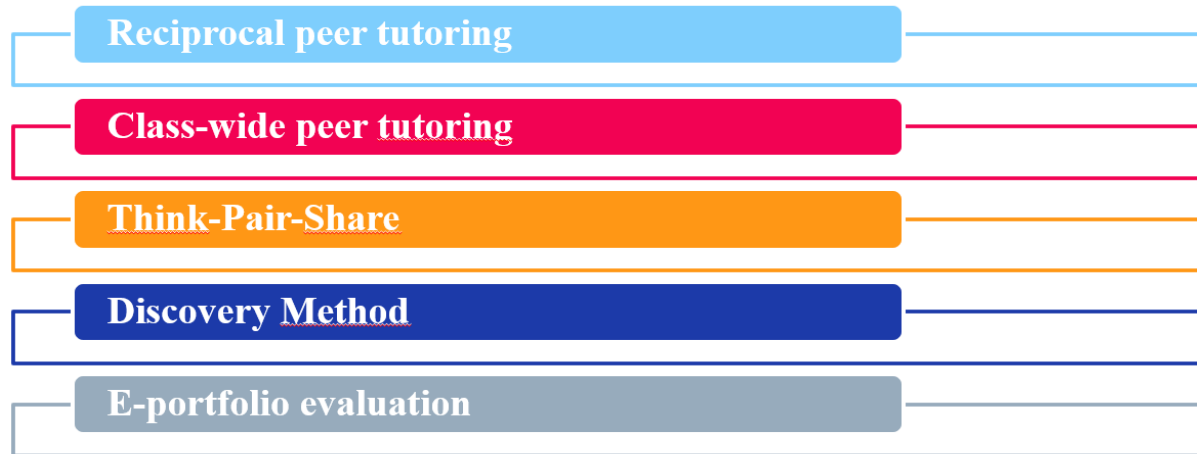 Reciprocal peer tutoring
Class-wide peer tutoring
Think-Pair-Share
Discovery Method
E-portfolio evaluation